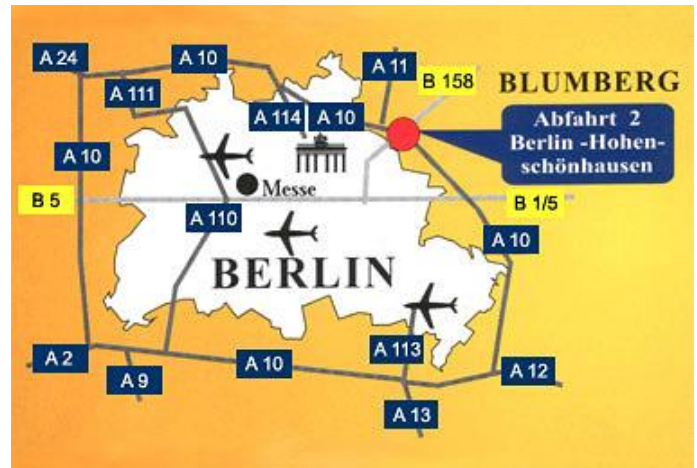 A 24
A 10
A 11
B 158
BLUMBERG
A 111
A 114
A 10
Abfahrt 2
Berlin -Hohen-
schönhausen
A 10
Messe
B 5
B 1/5
A 110
A 10
BERLIN
A 113
A 2
A 10
A 12
A 9
A 13